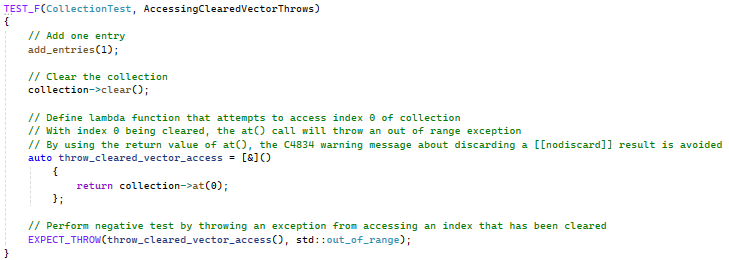 TEST_F(CollectionTest, AccessingClearedVectorThrows)
{
// Add one entry
add_entries(1);
// Clear the collection
collection->clear();
// Define lambda function that attempts to access index 0 of collection
// With index 0 being cleared, the at() call will throw an out of range exception
// By using the return value of at(), the C4834 warning message about discarding a [[nodiscard]] result is avoided
auto throw_cleared_vector_access = [&]()
{
return collection->at(0);
};
// Perform negative test by throwing an exception from accessing an index that has been cleared
EXPECT_THROW(throw_cleared_vector_access(), std::out_of_range);
}